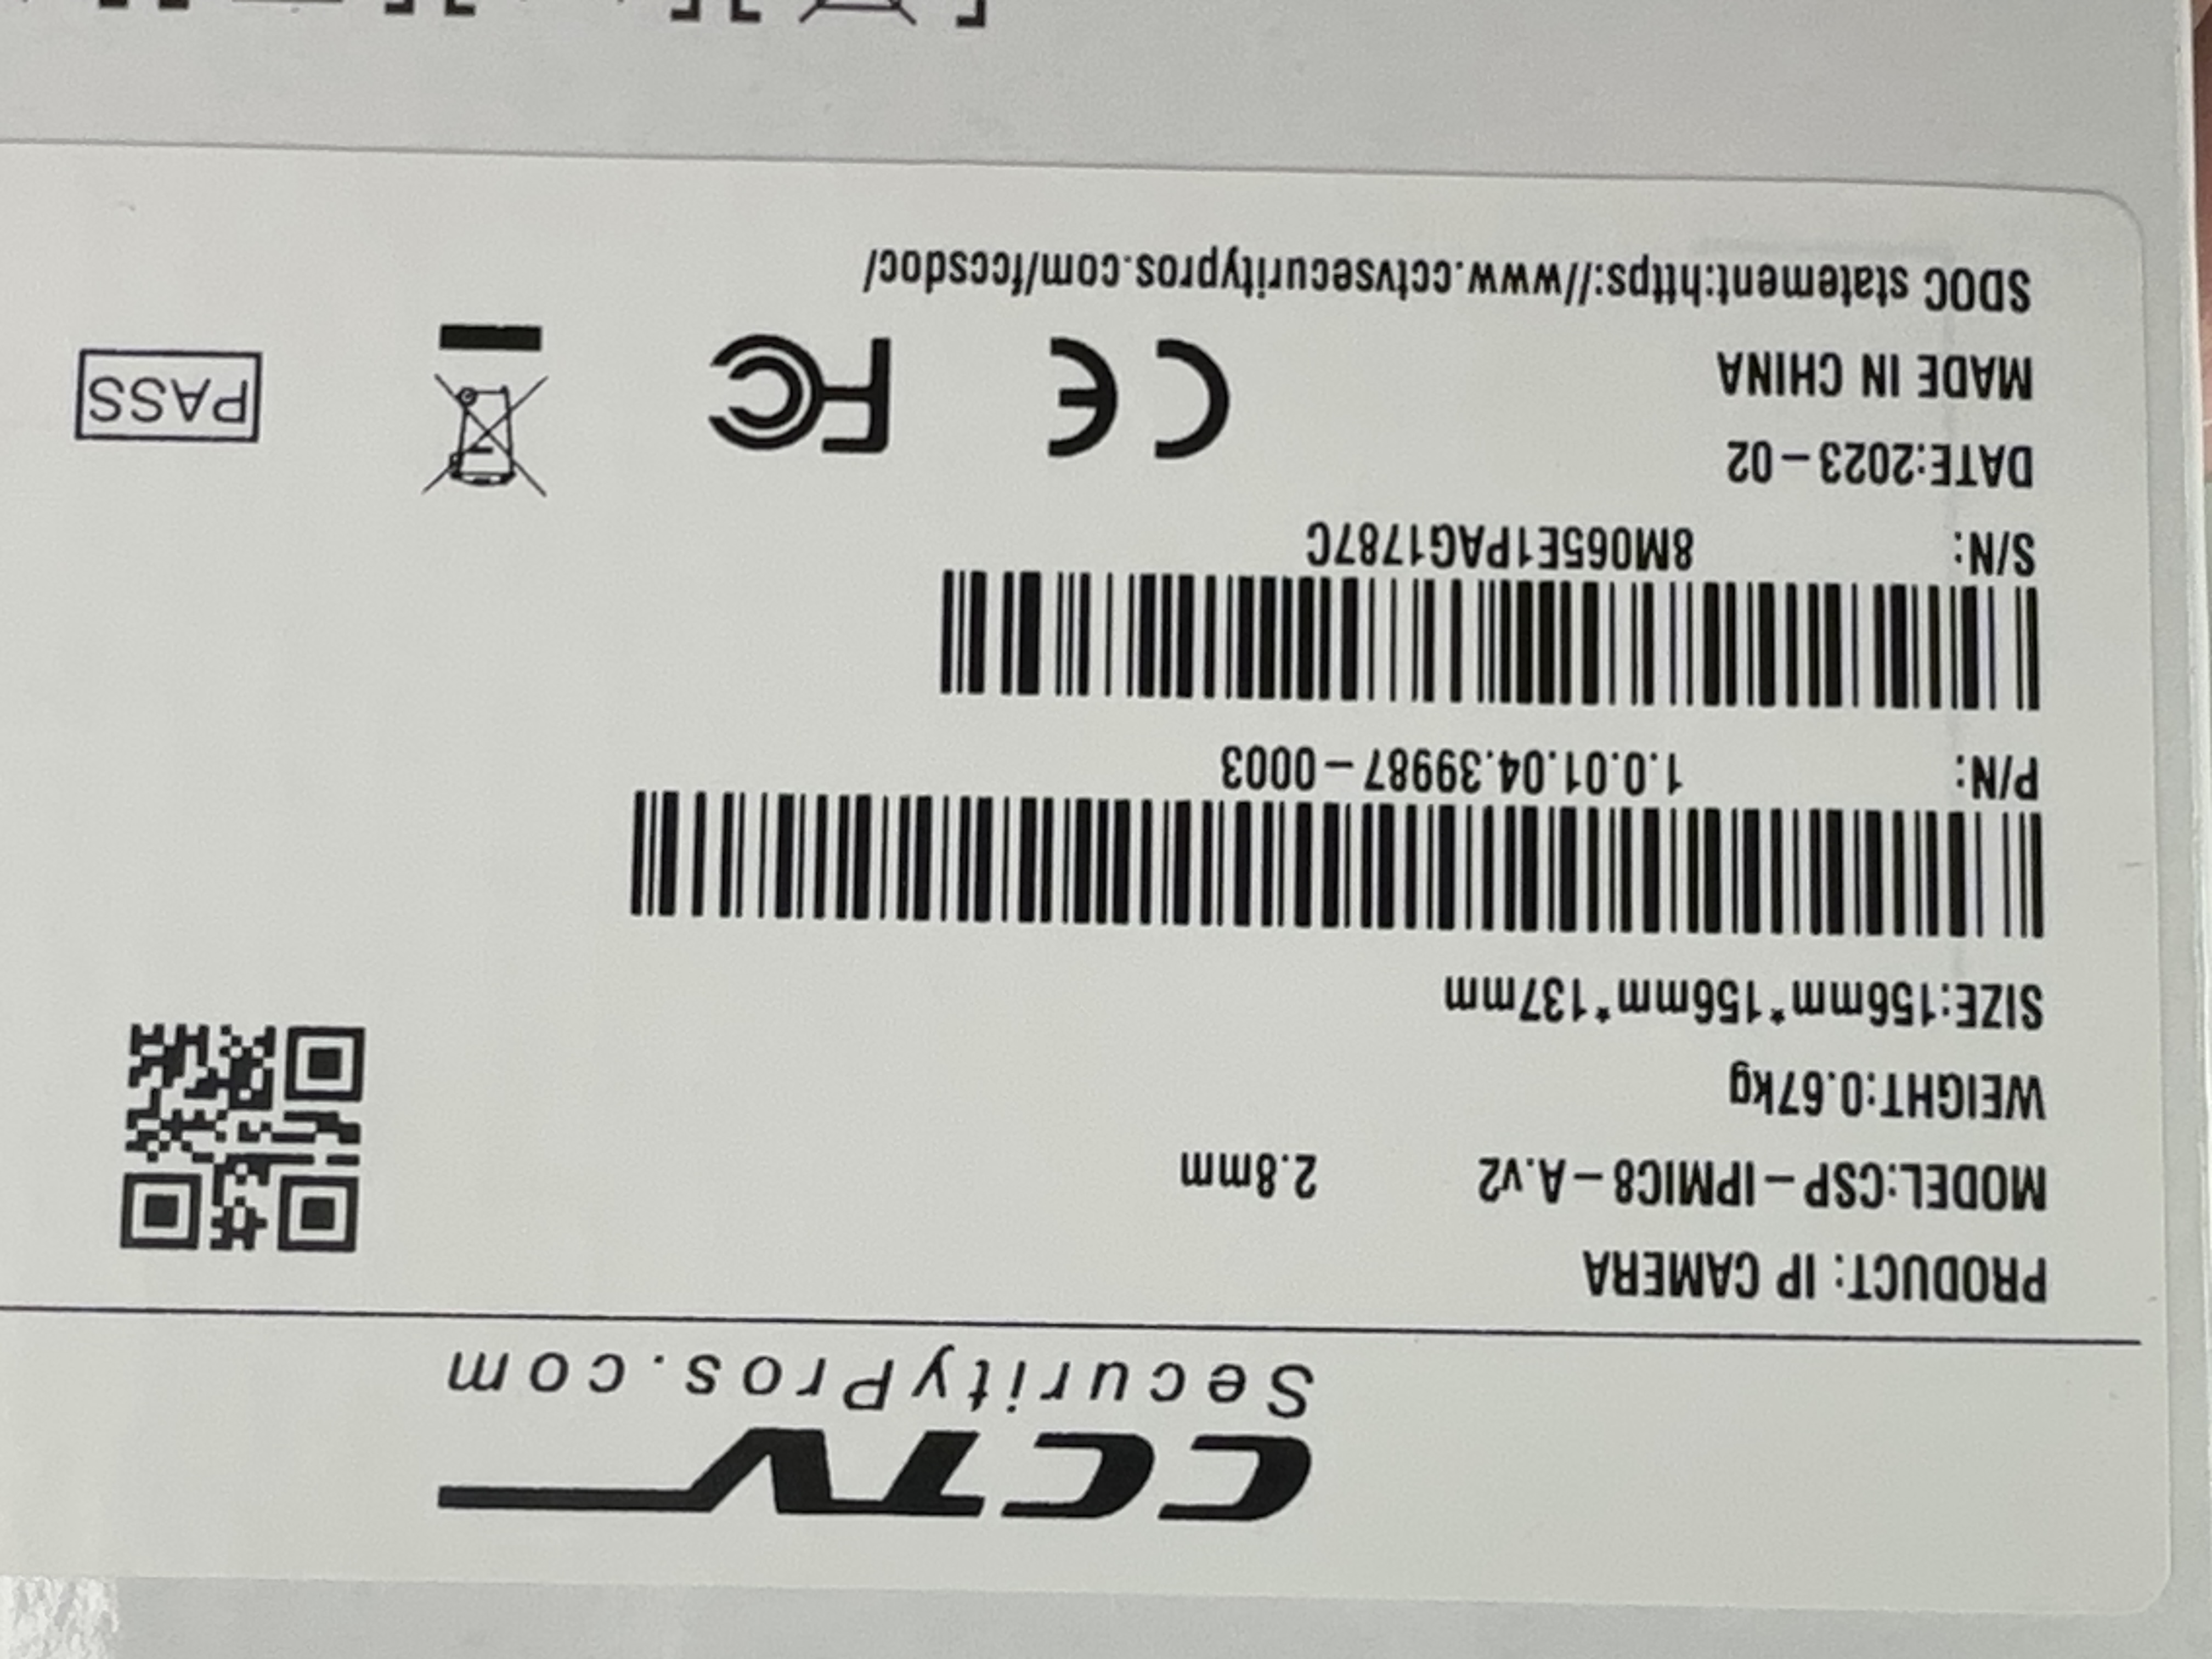 CCTV
SecurityPros.com
PRODUCT: IP CAMERA
MODEL:CSP-IPMIC8-A.v2 2.8mm
WEIGHT:0.67kg
SIZE:156mm*156mm*137mm
P/N: 1.0.01.04.39987-0003
S/N: 8M065E1PAG1787C
DATE:2023-02
MADE IN CHINA
CE FC
PASS
SDOC statement:https://www.cctvsecuritypros.com/fccsdoc/